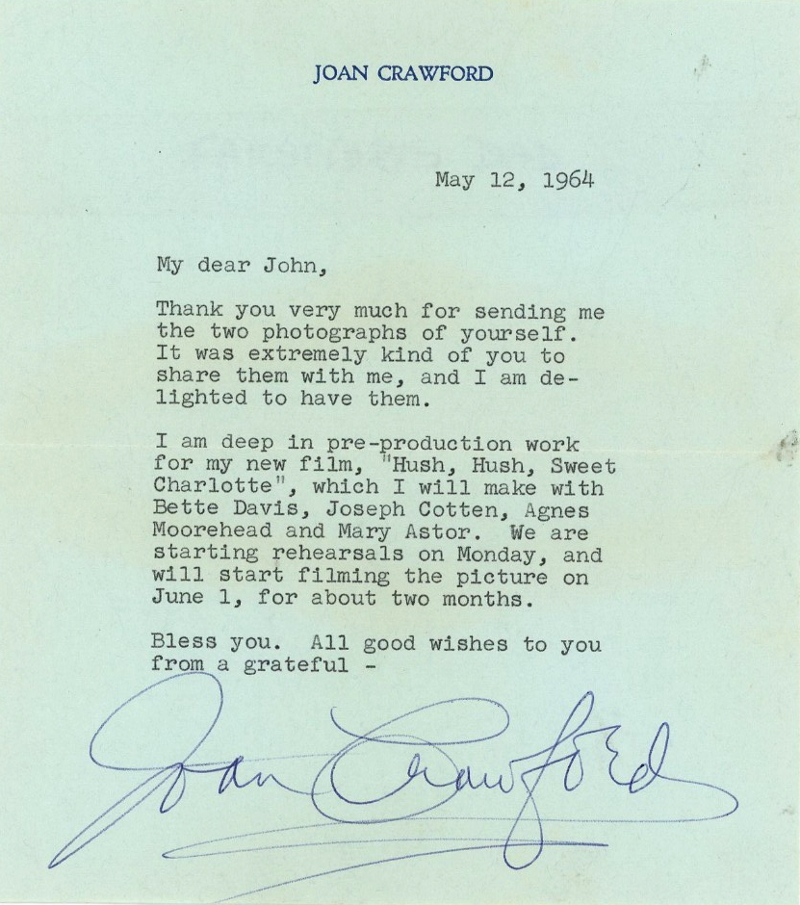 JOAN CRAWFORD
May 12, 1964
My dear John,
Thank you very much for sending me
the two photographs of yourself.
It was extremely kind of you to
share them with me, and I am de-
lighted to have them.
I am deep in pre-production work
for my new film, "Hush, Hush, Sweet
Charlotte", which I will make with
Bette Davis, Joseph Cotten, Agnes
Moorehead and Mary Astor.  We are
starting rehearsals on Monday, and
will start filming the picture on
June 1, for about two months.
Bless you.  All good wishes to you
from a grateful -
Joan Crawford